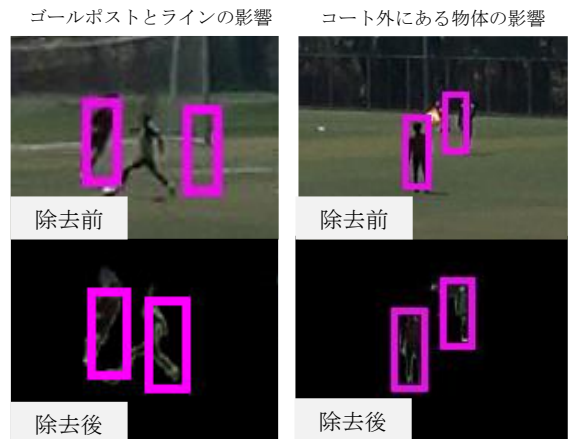 ゴールポストとラインの影響
コート外にある物体の影響
除去前
除去前
除去後
除去後